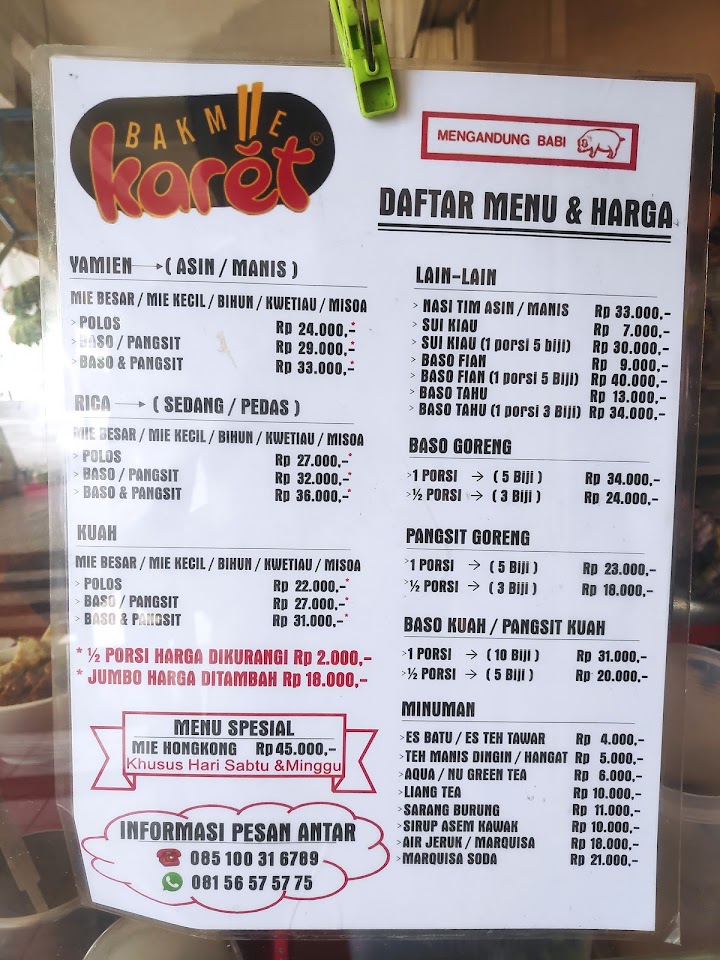 BAKMIE
karet®
MENGANDUNG BABI
DAFTAR MENU & HARGA
YAMIEN → ( ASIN / MANIS )
MIE BESAR / MIE KECIL / BIHUN / KWETIAU / MISOA
> POLOS Rp 24.000,-*
> BASO / PANGSIT Rp 29.000,-*
> BASO & PANGSIT Rp 33.000,-*
RICA → ( SEDANG / PEDAS )
MIE BESAR / MIE KECIL / BIHUN / KWETIAU / MISOA
> POLOS Rp 27.000,-*
> BASO / PANGSIT Rp 32.000,-*
> BASO & PANGSIT Rp 36.000,-*
KUAH
MIE BESAR / MIE KECIL / BIHUN / KWETIAU / MISOA
> POLOS Rp 22.000,-*
> BASO / PANGSIT Rp 27.000,-*
> BASO & PANGSIT Rp 31.000,-*
* ½ PORSI HARGA DIKURANGI Rp 2.000,-
* JUMBO HARGA DITAMBAH Rp 18.000,-
MENU SPESIAL
MIE HONGKONG Rp 45.000,-
Khusus Hari Sabtu &Minggu
INFORMASI PESAN ANTAR
085 100 31 6789
081 56 57 57 75
LAIN-LAIN
> NASI TIM ASIN / MANIS Rp 33.000,-
> SUI KIAU Rp 7.000,-
> SUI KIAU (1 porsi 5 biji) Rp 30.000,-
> BASO FIAN Rp 9.000,-
> BASO FIAN (1 porsi 5 Biji) Rp 40.000,-
> BASO TAHU Rp 13.000,-
> BASO TAHU (1 porsi 3 Biji) Rp 34.000,-
BASO GORENG
>1 PORSI → ( 5 Biji ) Rp 34.000,-
>½ PORSI → ( 3 Biji ) Rp 24.000,-
PANGSIT GORENG
>1 PORSI → ( 5 Biji ) Rp 23.000,-
>½ PORSI → ( 3 Biji ) Rp 18.000,-
BASO KUAH / PANGSIT KUAH
>1 PORSI → ( 10 Biji ) Rp 31.000,-
>½ PORSI → ( 5 Biji ) Rp 20.000,-
MINUMAN
>ES BATU / ES TEH TAWAR Rp 4.000,-
>TEH MANIS DINGIN / HANGAT Rp 5.000,-
>AQUA / NU GREEN TEA Rp 6.000,-
>LIANG TEA Rp 10.000,-
>SARANG BURUNG Rp 11.000,-
>SIRUP ASEM KAWAK Rp 10.000,-
>AIR JERUK / MARQUISA Rp 18.000,-
>MARQUISA SODA Rp 21.000,-